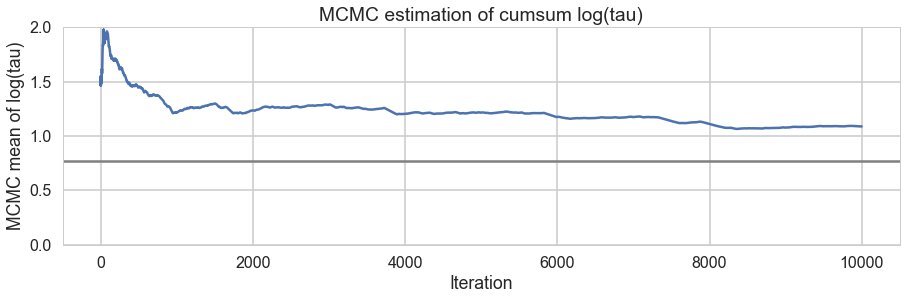 MCMC estimation of cumsum log(tau)
MCMC mean of log(tau)
2.0
1.5
1.0
0.5
0.0
0 2000 4000 6000 8000 10000
Iteration